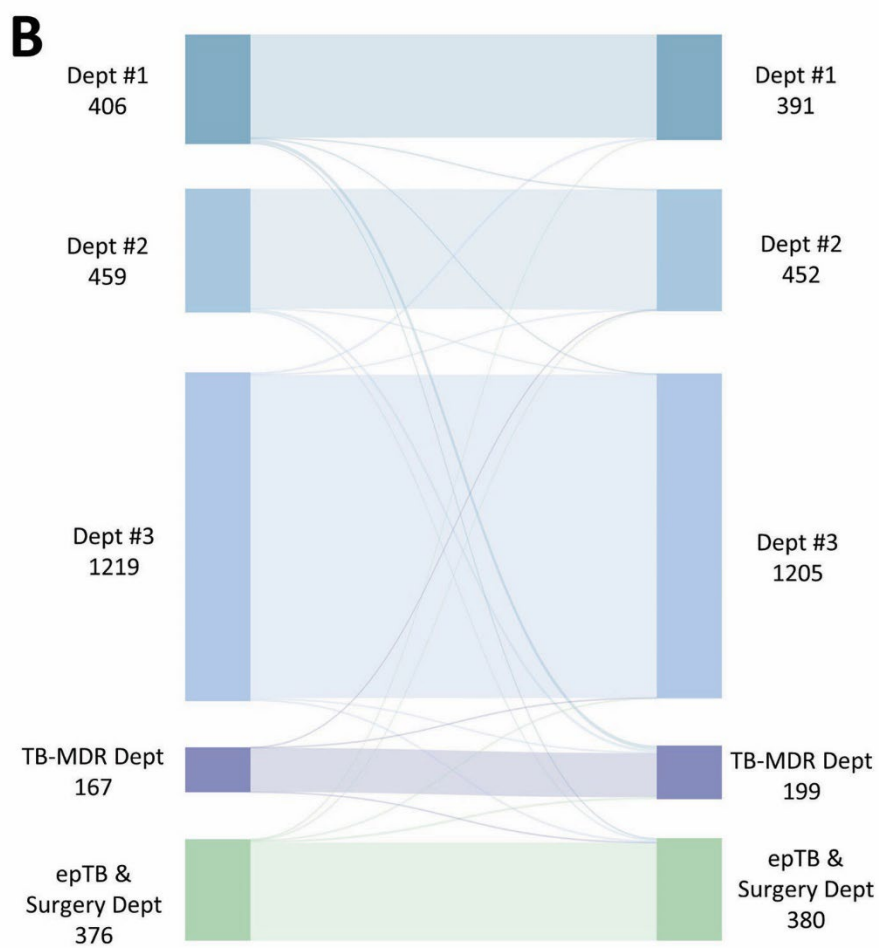 B
Dept #1
406
Dept #1
391
Dept #2
459
Dept #2
452
Dept #3
1219
Dept #3
1205
TB-MDR Dept
167
TB-MDR Dept
199
epTB &
Surgery Dept
376
epTB &
Surgery Dept
380